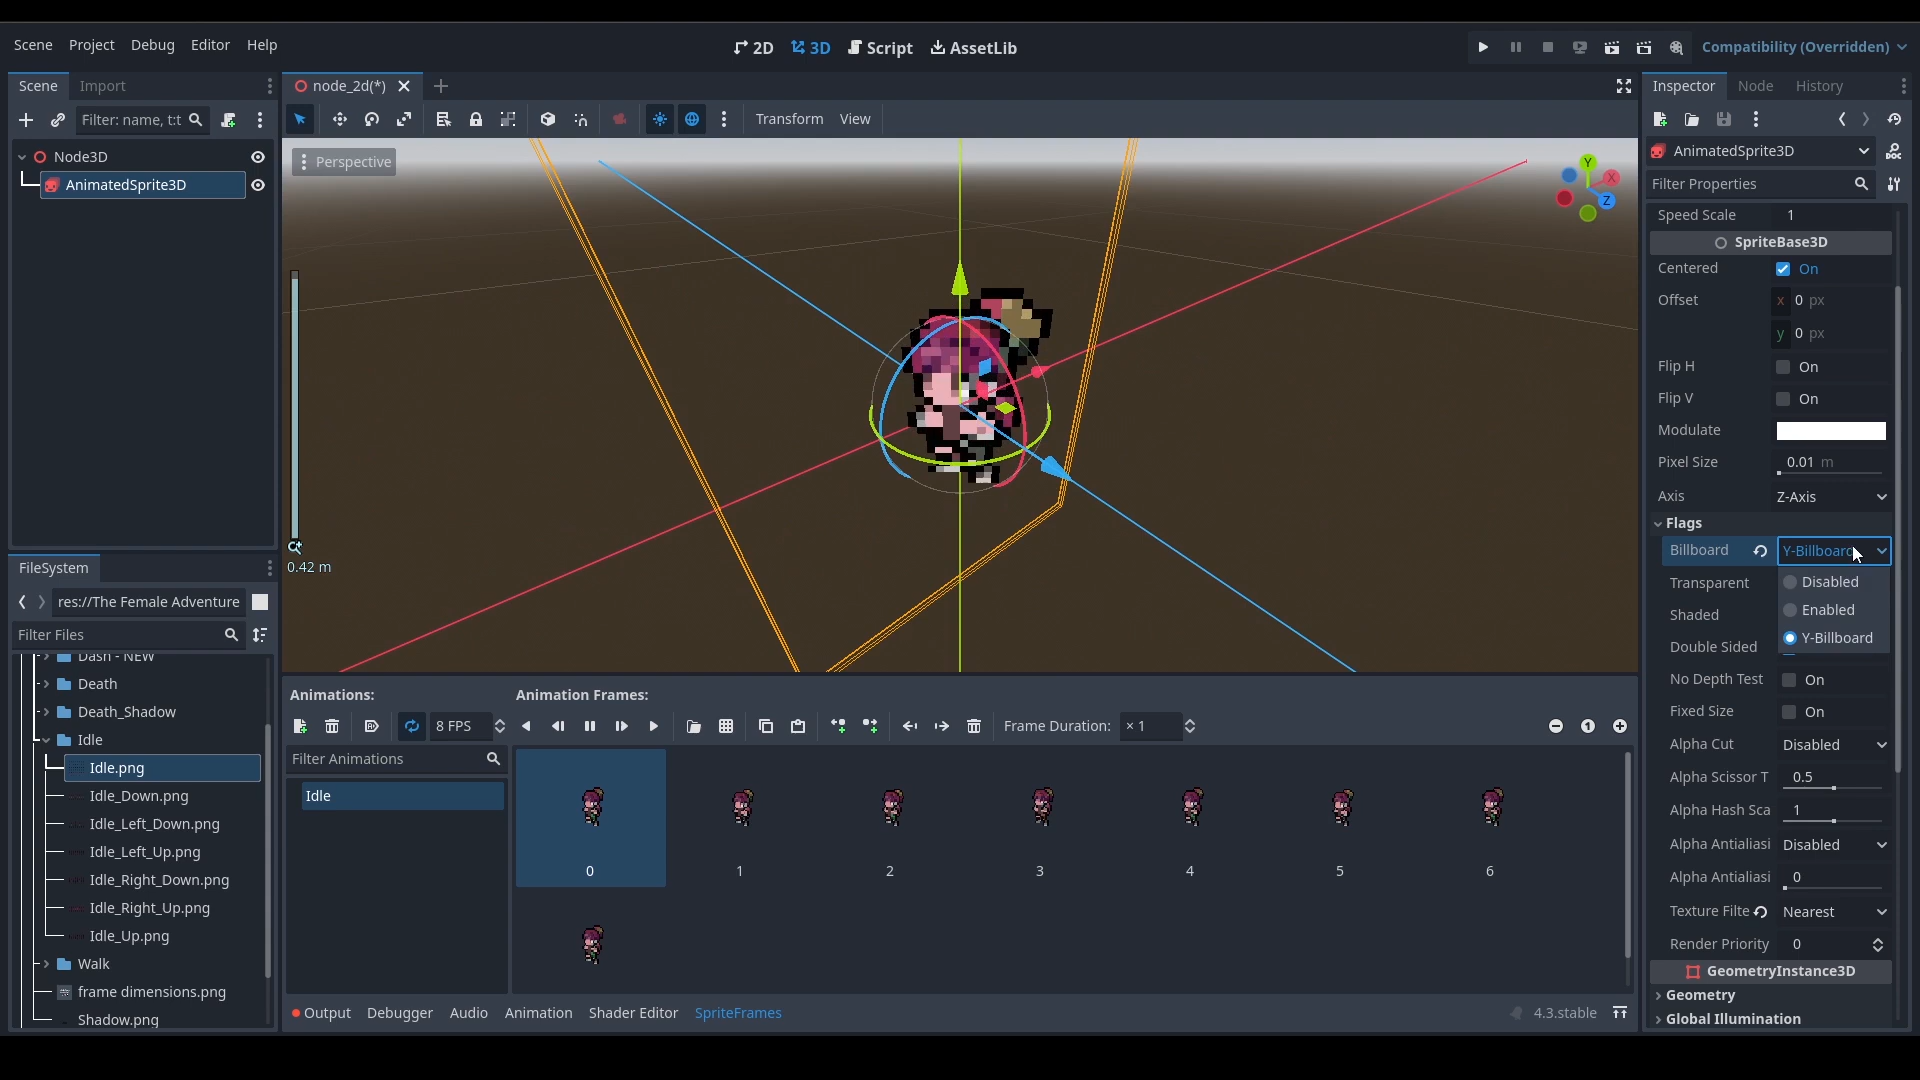 Scene Project Debug Editor Help
2D 3D Script AssetLib
Compatibility (Overridden)
Scene Import
Filter: name, t:t
Node3D
AnimatedSprite3D
FileSystem
res://The Female Adventure
Filter Files
Dash - NEW
Death
Death_Shadow
Idle
Idle.png
Idle_Down.png
Idle_Left_Down.png
Idle_Left_Up.png
Idle_Right_Down.png
Idle_Right_Up.png
Idle_Up.png
Walk
frame dimensions.png
Shadow.png
node_2d(*)
Transform View
Perspective
Y
X
Z
0.42 m
Animations:
8 FPS
Filter Animations
Idle
Animation Frames:
Frame Duration: × 1
1
0 1 2 3 4 5 6
Output Debugger Audio Animation Shader Editor SpriteFrames
4.3.stable
Inspector Node History
AnimatedSprite3D
DOC
Filter Properties
Speed Scale 1
SpriteBase3D
Centered On
Offset x 0 px
y 0 px
Flip H On
Flip V On
Modulate
Pixel Size 0.01 m
Axis Z-Axis
Flags
Billboard Y-Billboard
Disabled
Enabled
Y-Billboard
Transparent
Shaded
Double Sided
No Depth Test On
Fixed Size On
Alpha Cut Disabled
Alpha Scissor T 0.5
Alpha Hash Sca 1
Alpha Antialiasi Disabled
Alpha Antialiasi 0
Texture Filte Nearest
Render Priority 0
GeometryInstance3D
Geometry
Global Illumination